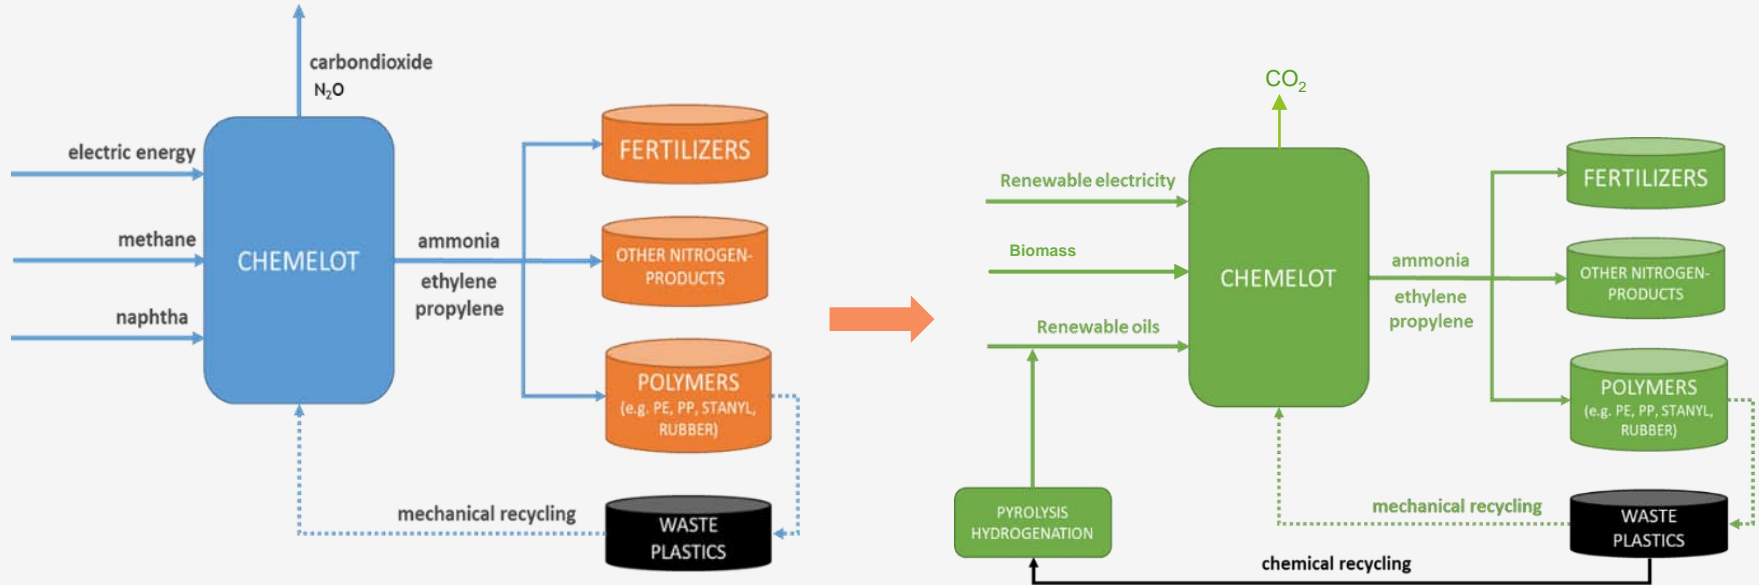 carbondioxide
N₂O
electric energy
methane
naphtha
CHEMELOT
ammonia
ethylene
propylene
FERTILIZERS
OTHER NITROGEN-
PRODUCTS
POLYMERS
(e.g. PE, PP, STANYL,
RUBBER)
mechanical recycling
WASTE
PLASTICS
CO₂
Renewable electricity
Biomass
Renewable oils
CHEMELOT
ammonia
ethylene
propylene
FERTILIZERS
OTHER NITROGEN-
PRODUCTS
POLYMERS
(e.g. PE, PP, STANYL,
RUBBER)
PYROLYSIS
HYDROGENATION
mechanical recycling
WASTE
PLASTICS
chemical recycling